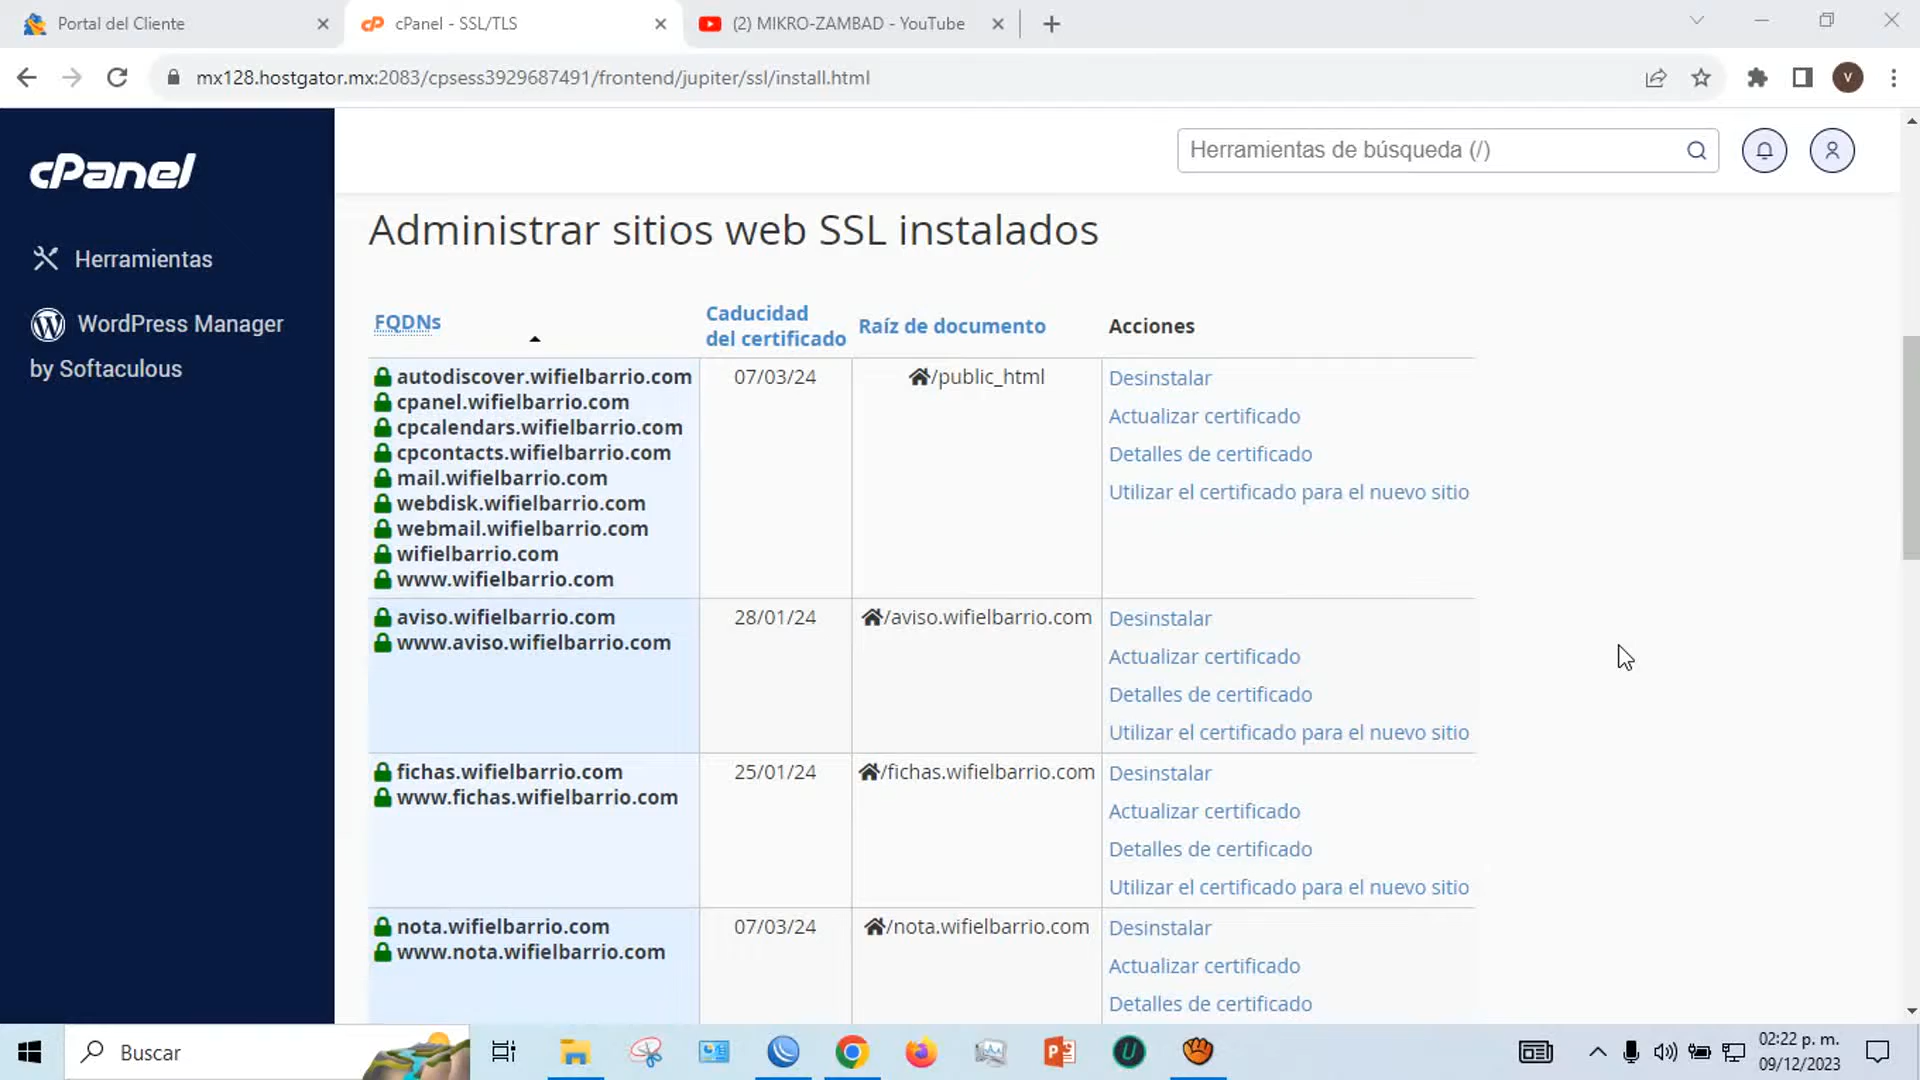 Portal del Cliente
cPanel - SSL/TLS
(2) MIKRO-ZAMBAD - YouTube
mx128.hostgator.mx:2083/cpsess3929687491/frontend/jupiter/ssl/install.html
V
cPanel
Herramientas de búsqueda (/)
Herramientas
WordPress Manager
by Softaculous
Administrar sitios web SSL instalados
FQDNs
Caducidad
del certificado
Raíz de documento
Acciones
autodiscover.wifielbarrio.com
cpanel.wifielbarrio.com
cpcalendars.wifielbarrio.com
cpcontacts.wifielbarrio.com
mail.wifielbarrio.com
webdisk.wifielbarrio.com
webmail.wifielbarrio.com
wifielbarrio.com
www.wifielbarrio.com
07/03/24
/public_html
Desinstalar
Actualizar certificado
Detalles de certificado
Utilizar el certificado para el nuevo sitio
aviso.wifielbarrio.com
www.aviso.wifielbarrio.com
28/01/24
/aviso.wifielbarrio.com
Desinstalar
Actualizar certificado
Detalles de certificado
Utilizar el certificado para el nuevo sitio
fichas.wifielbarrio.com
www.fichas.wifielbarrio.com
25/01/24
/fichas.wifielbarrio.com
Desinstalar
Actualizar certificado
Detalles de certificado
Utilizar el certificado para el nuevo sitio
nota.wifielbarrio.com
www.nota.wifielbarrio.com
07/03/24
/nota.wifielbarrio.com
Desinstalar
Actualizar certificado
Detalles de certificado
Buscar
02:22 p. m.
09/12/2023